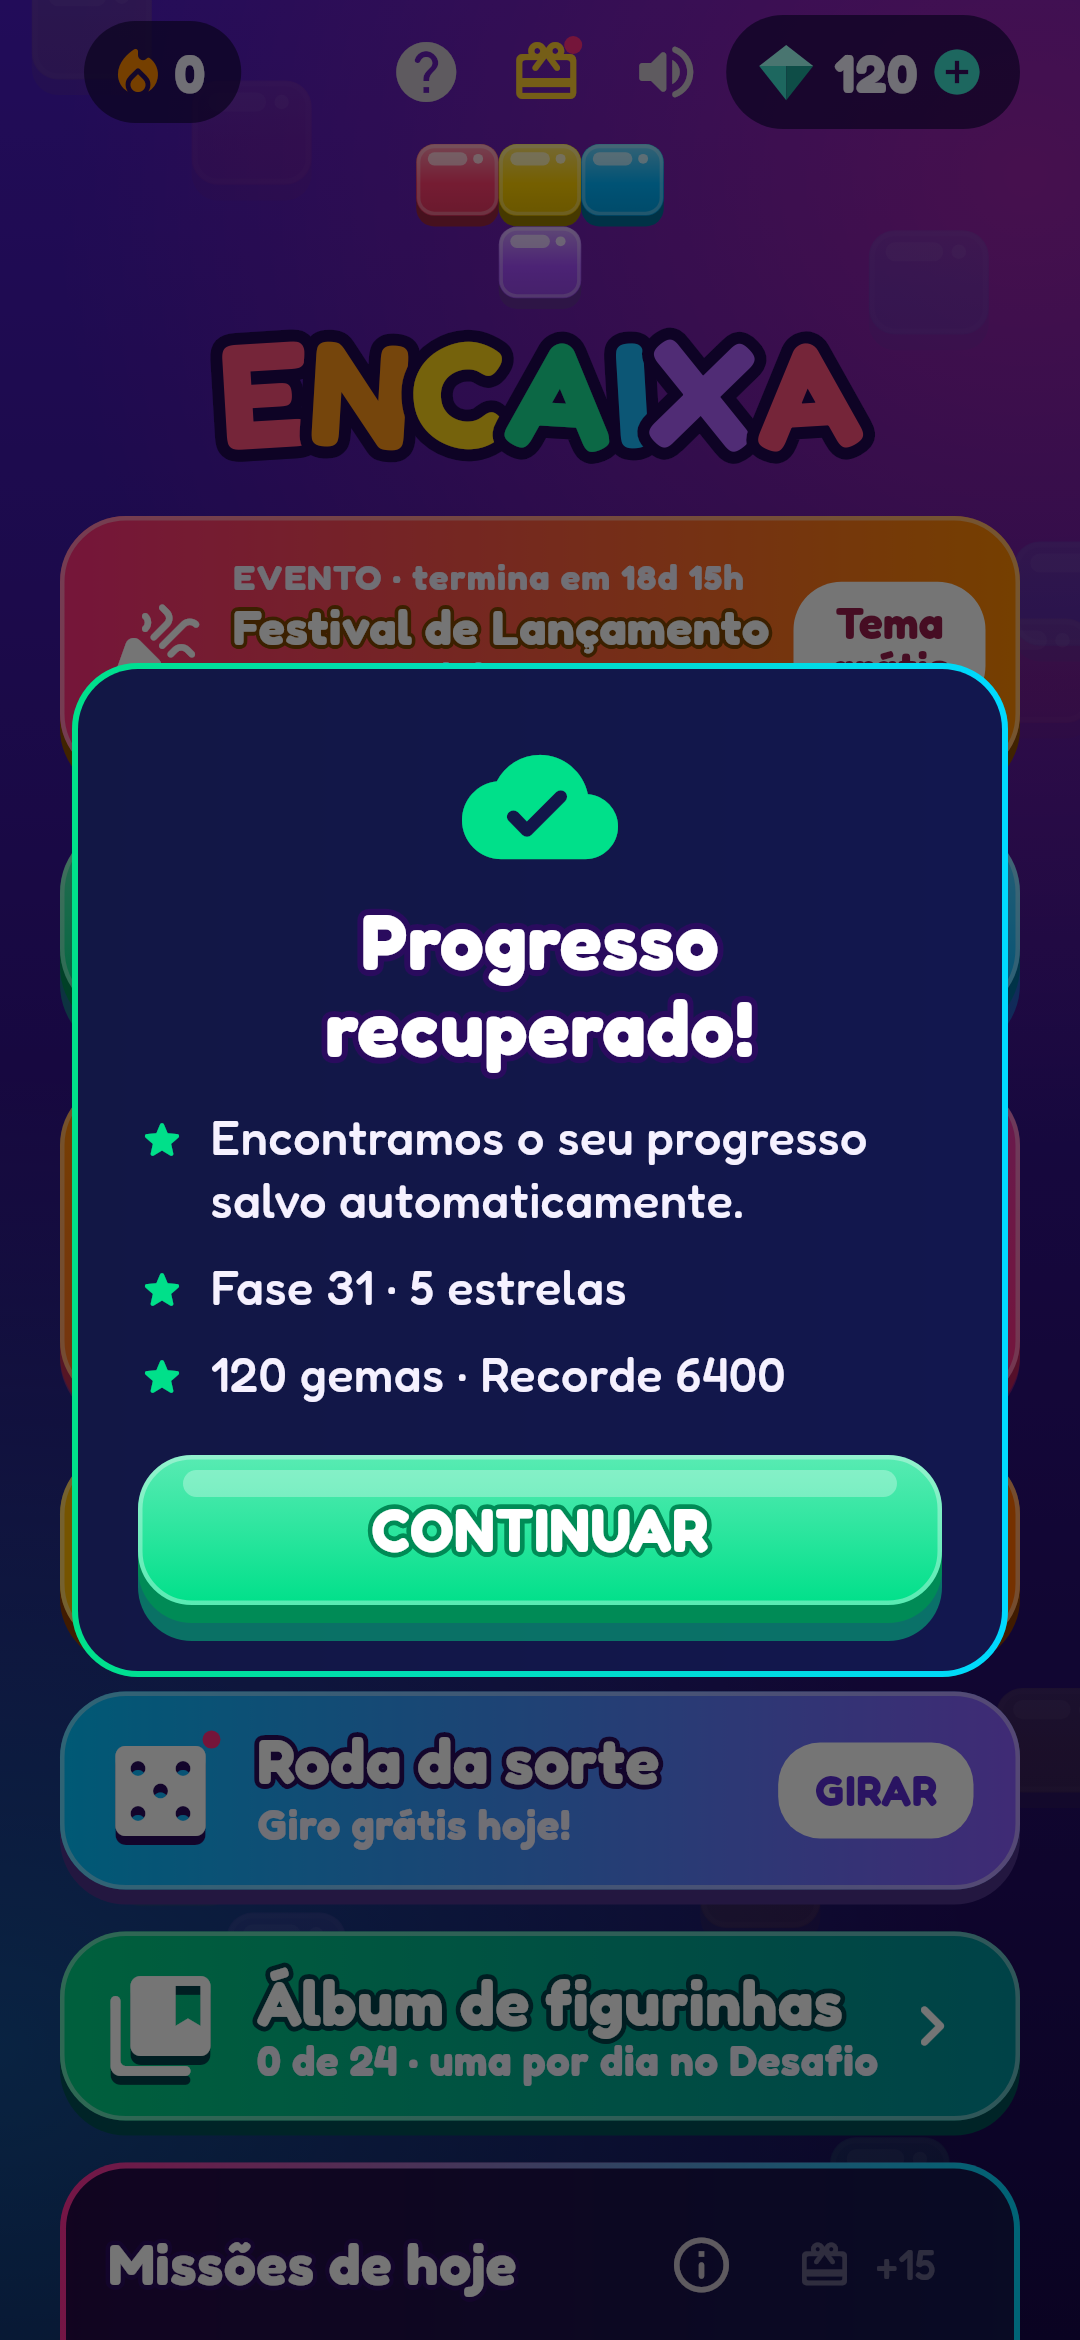 0
120
ENCAIXA
EVENTO · termina em 18d 15h
Festival de Lançamento
Tema
Progresso
recuperado!
Encontramos o seu progresso
salvo automaticamente.
Fase 31 · 5 estrelas
120 gemas · Recorde 6400
CONTINUAR
Roda da sorte
Giro grátis hoje!
GIRAR
Álbum de figurinhas
0 de 24 · uma por dia no Desafio
Missões de hoje
+15